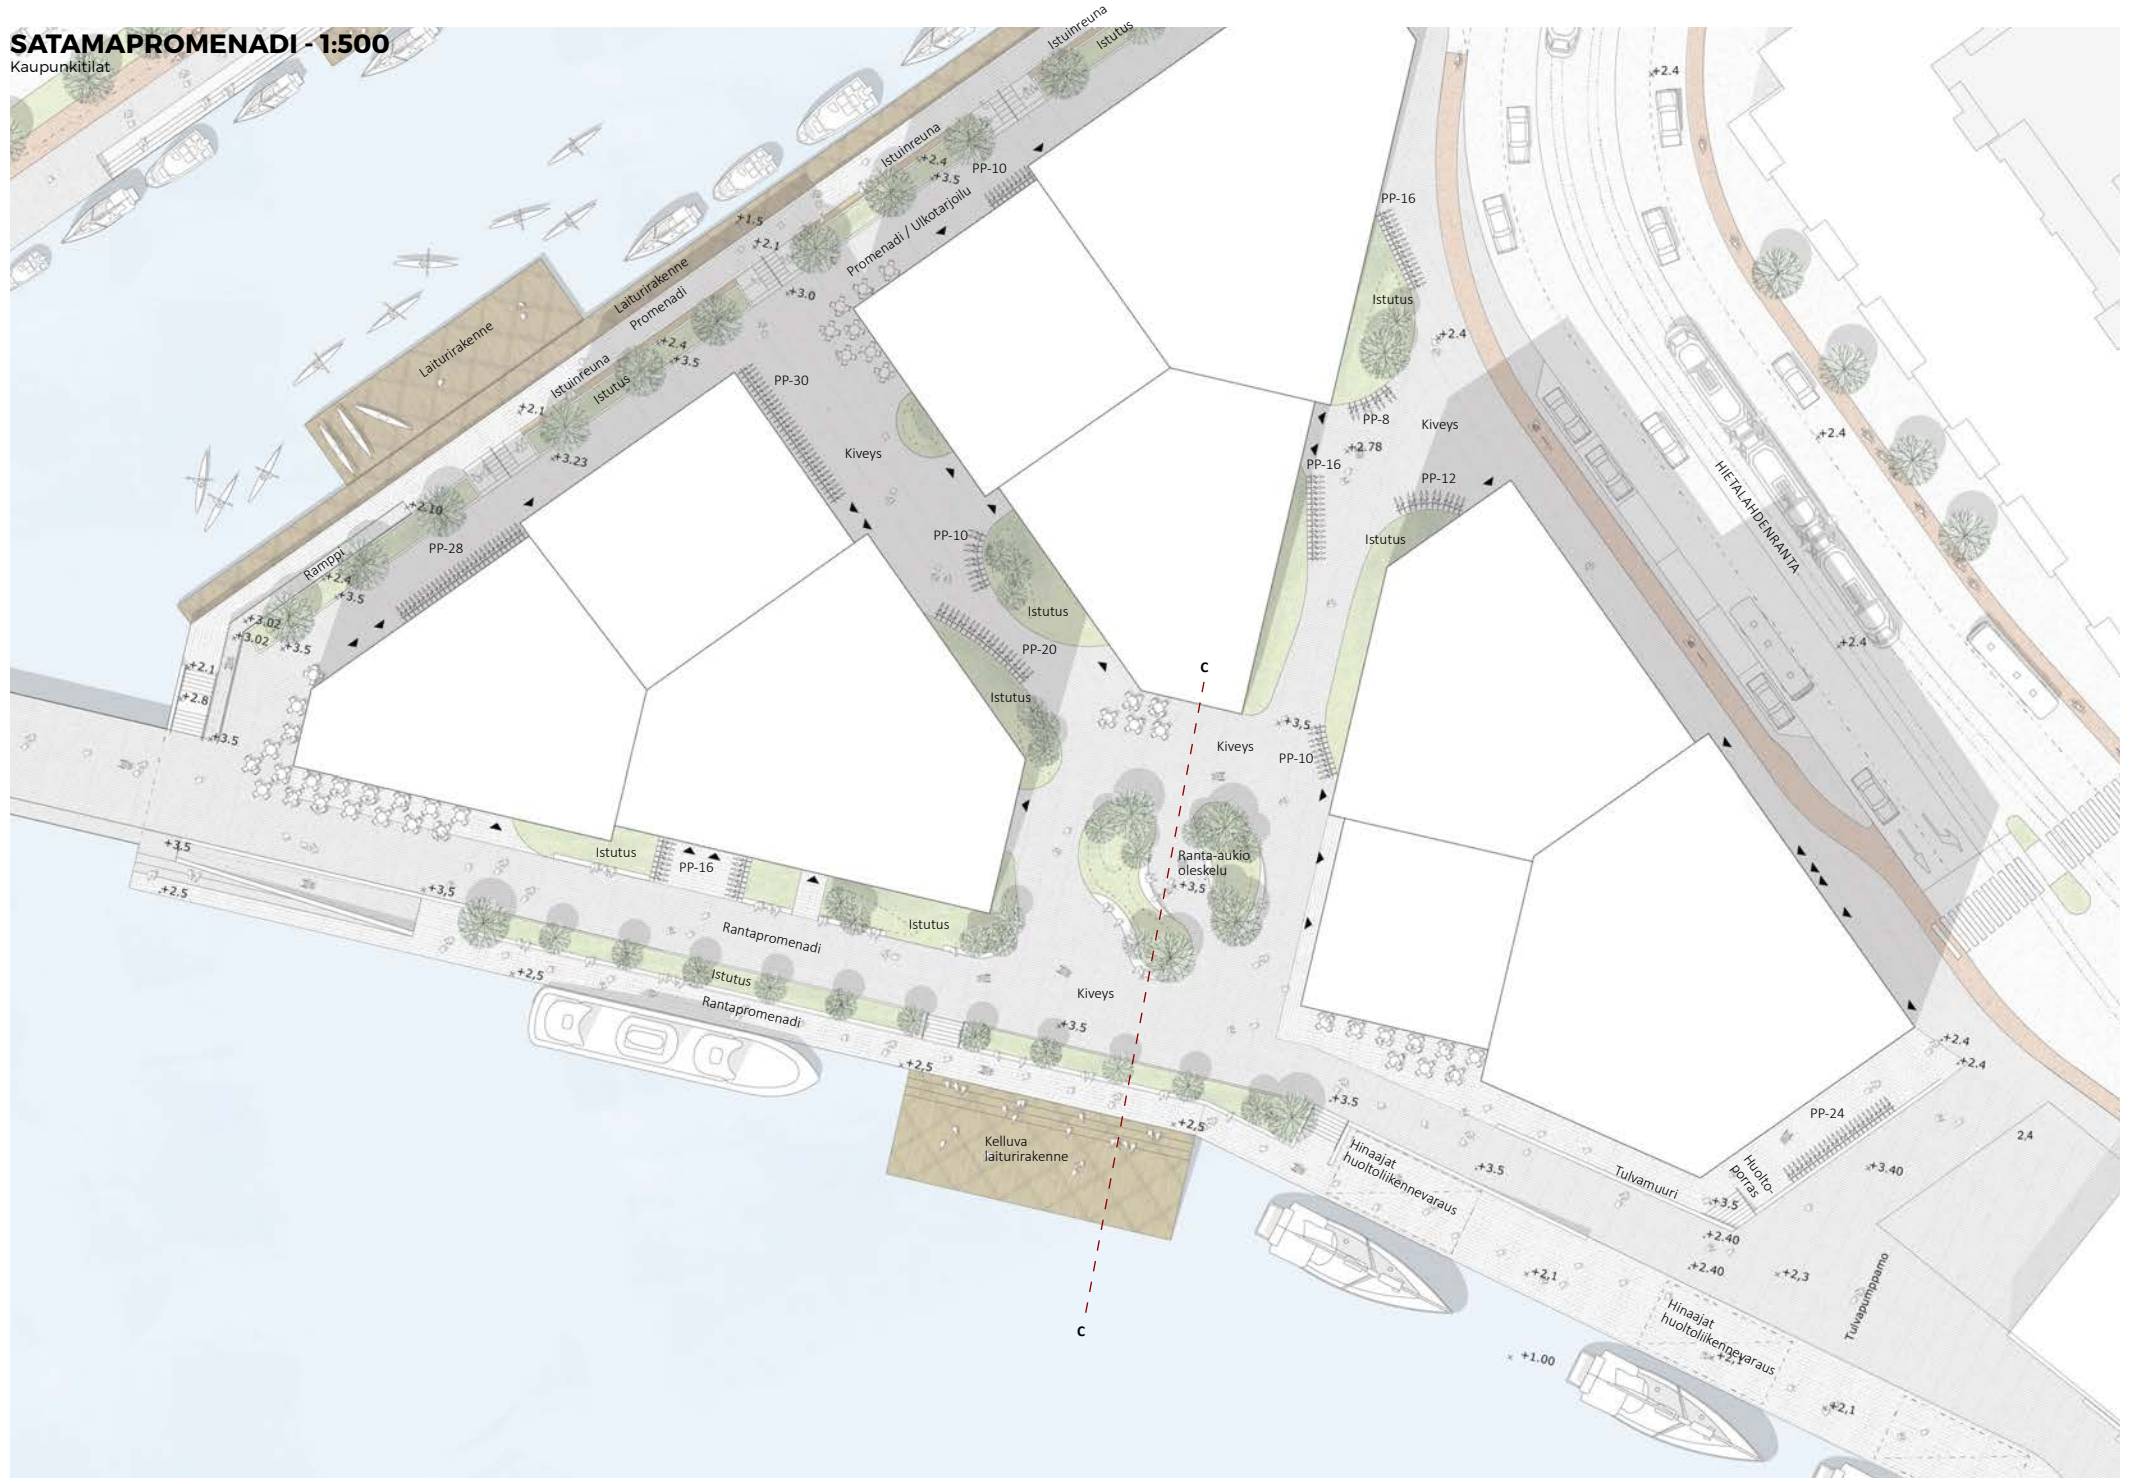 SATAMAPROMENADI - 1:500
Kaupunkitilat
Istuinreuna
Istutus
+2.4
Istuinreuna
+2.4
+3.5
PP-10
Promenadi / Ulkotarjoilu
PP-16
+1.5
+2.1
Laiturirakenne
Promenadi
+3.0
Istutus
Laiturirakenne
+2.4
+3.5
+2.4
Istuinreuna
Istutus
PP-30
+2.1
PP-8
Kiveys
+2.4
+2.78
Kiveys
+3.23
PP-16
PP-12
HIETALAHDENRANTA
+2.10
PP-10
Istutus
PP-28
Ramppi
+2.4
+3.5
Istutus
+3.02
+3.02
+3.5
PP-20
+2.4
+2.1
C
+2.8
Istutus
+3,5
+3.5
Kiveys
PP-10
+3.5
Istutus
PP-16
Ranta-aukio
oleskelu
+3,5
+2.5
+3,5
Istutus
Rantapromenadi
+2,5
Istutus
Kiveys
Rantapromenadi
+3.5
+2.4
+2,5
+2.4
+3.5
PP-24
+2,5
2,4
Kelluva
laiturirakenne
Hinaajat
huoltoliikennevaraus
+3.5
Tulvamuuri
Huolto-
porras
+3.40
+3.5
+2.40
+2.40
+2,3
+2,1
Tulvapumppamo
Hinaajat
huoltoliikennevaraus
C
+1.00
+2,1
+2,1